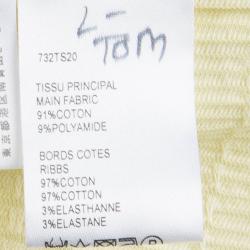 L-
TOM
732TS20
TISSU PRINCIPAL
MAIN FABRIC
91%COTON
9%POLYAMIDE
BORDS COTES
RIBBS
97%COTON
97%COTTON
3%ELASTHANNE
3%ELASTANE